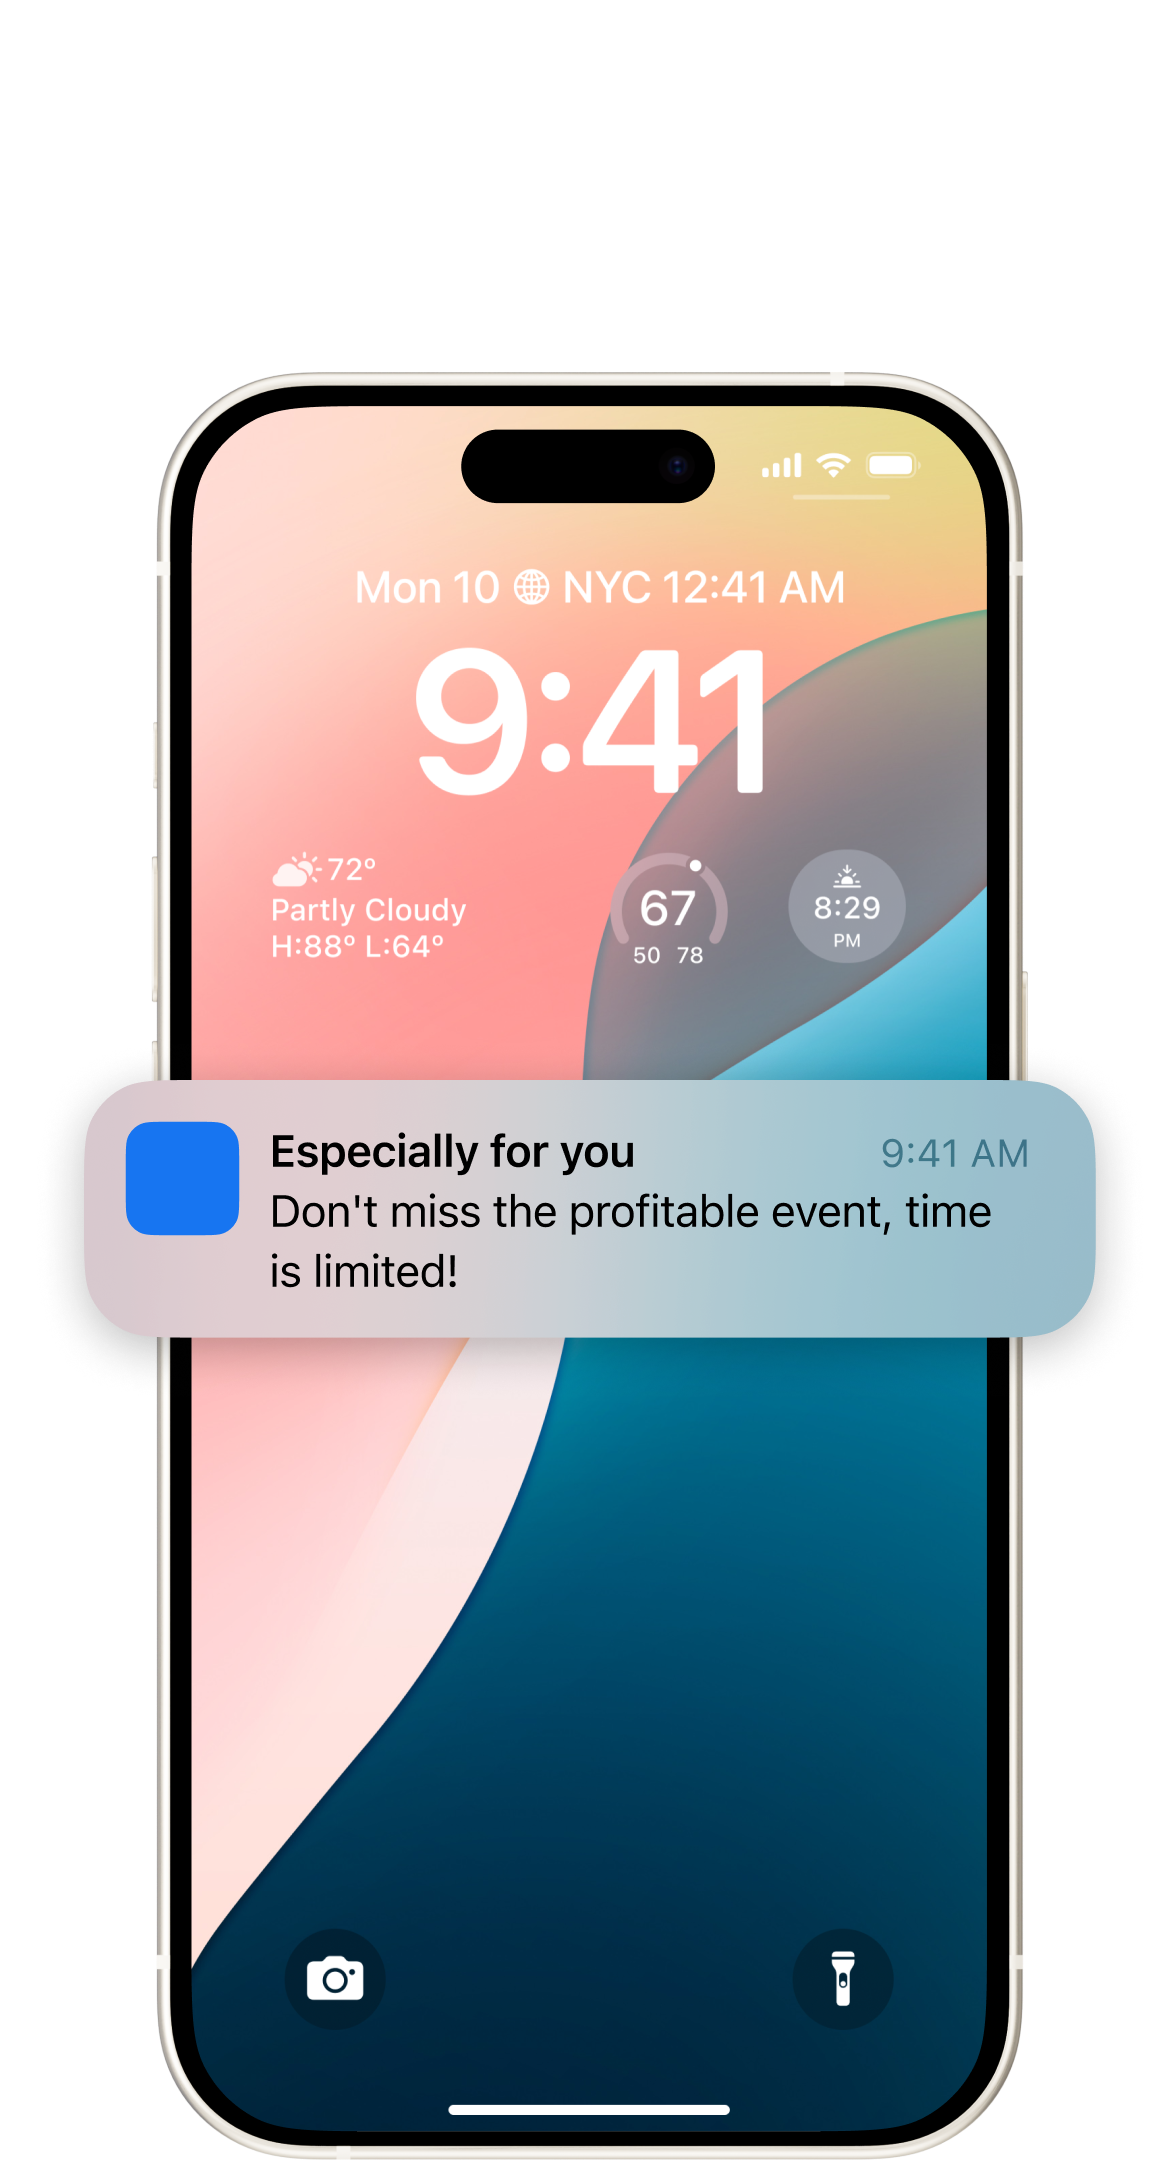 Mon 10 NYC 12:41 AM
9:41
72°
Partly Cloudy
H:88° L:64°
67
50 78
8:29
PM
Especially for you 9:41 AM
Don't miss the profitable event, time
is limited!